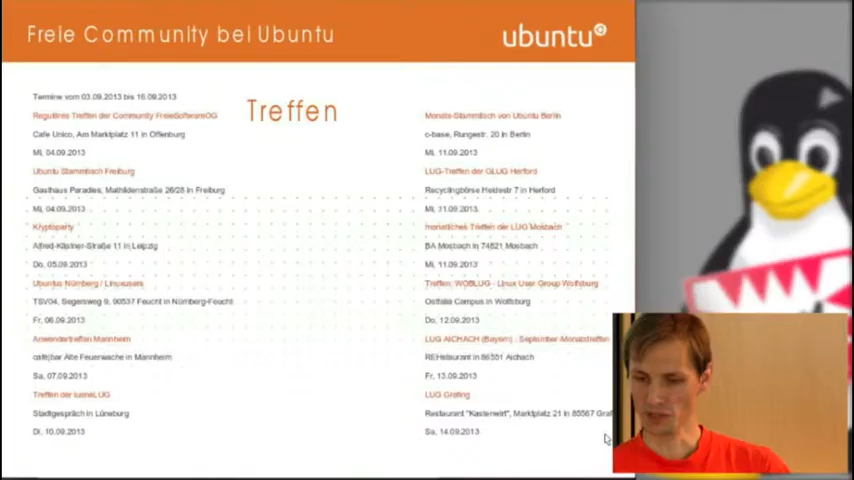 Freie Community bei Ubuntu
ubuntu
Treffen
Termine vom 03.09.2013 bis 16.09.2013
Reguläres Treffen der Community FreieSoftwareOG
Cafe Unico, Am Marktplatz 11 in Offenburg
Mi, 04.09.2013
Ubuntu Stammtisch Freiburg
Gasthaus Paradies, Mathildenstraße 26/28 in Freiburg
Mi, 04.09.2013
Kryptoparty
Alfred-Kästner-Straße 11 in Leipzig
Do, 05.09.2013
Ubuntus Nürnberg / Linuxusers
TSV04, Segersweg 9, 90537 Feucht in Nürnberg-Feucht
Fr, 06.09.2013
Anwendertreffen Mannheim
café|bar Alte Feuerwache in Mannheim
Sa, 07.09.2013
Treffen der lueneLUG
Stadtgespräch in Lüneburg
Di, 10.09.2013
Monats-Stammtisch von Ubuntu Berlin
c-base, Rungestr. 20 in Berlin
Mi, 11.09.2013
LUG-Treffen der GLUG Herford
Recyclingbörse Heidestr 7 in Herford
Mi, 11.09.2013
monatliches Treffen der LUG Mosbach
BA Mosbach in 74821 Mosbach
Mi, 11.09.2013
Treffen: WOBLUG - Linux User Group Wolfsburg
Ostfalia Campus in Wolfsburg
Do, 12.09.2013
LUG AICHACH (Bayern) : September-Monatstreffen
REHstaurant in 86551 Aichach
Fr, 13.09.2013
LUG Grafing
Restaurant "Kastenwirt", Marktplatz 21 in 85567 Graf
Sa, 14.09.2013